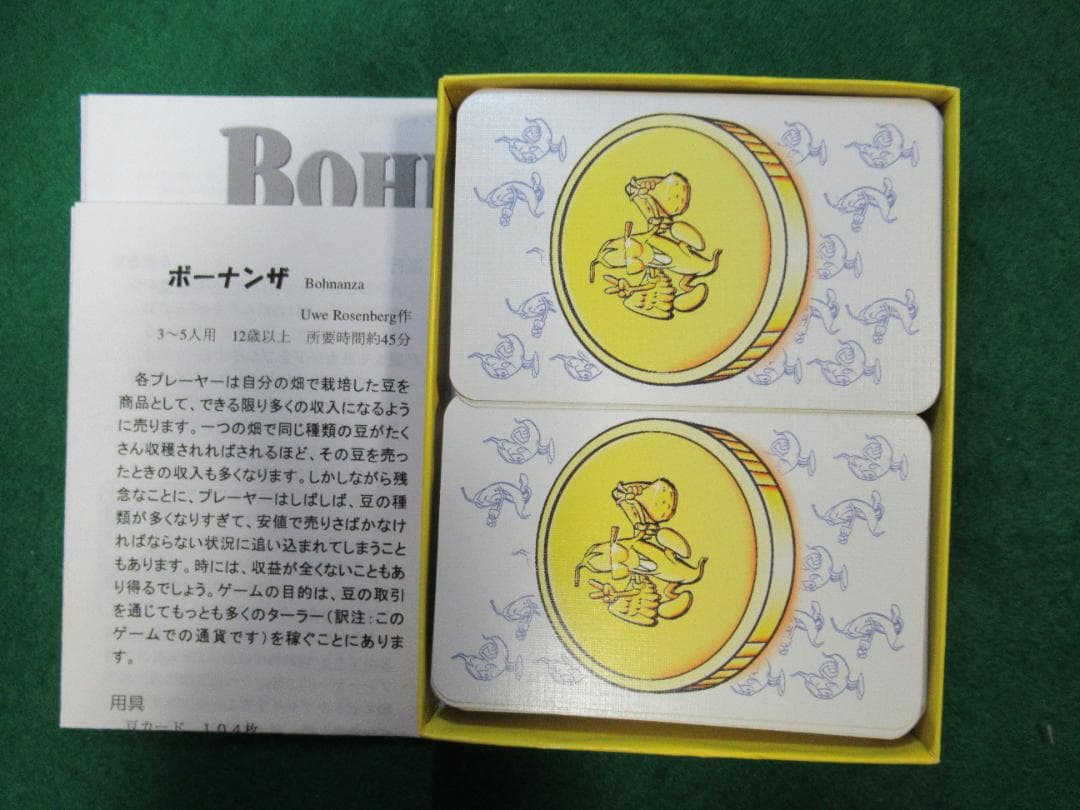 BOHN
ボーナンザ Bohnanza
Uwe Rosenberg作
3～5人用 12歳以上 所要時間約45分
各プレーヤーは自分の畑で栽培した豆を
商品として、できる限り多くの収入になるよう
に売ります。一つの畑で同じ種類の豆がたく
さん収穫されればされるほど、その豆を売っ
たときの収入も多くなります。しかしながら残
念なことに、プレーヤーはしばしば、豆の種
類が多くなりすぎて、安値で売りさばかなけ
ればならない状況に追い込まれてしまうこと
もあります。時には、収益が全くないこともあ
り得るでしょう。ゲームの目的は、豆の取引
を通じてもっとも多くのターラー(訳注：この
ゲームでの通貨です)を稼ぐことにありま
す。
用具
豆カード 104枚